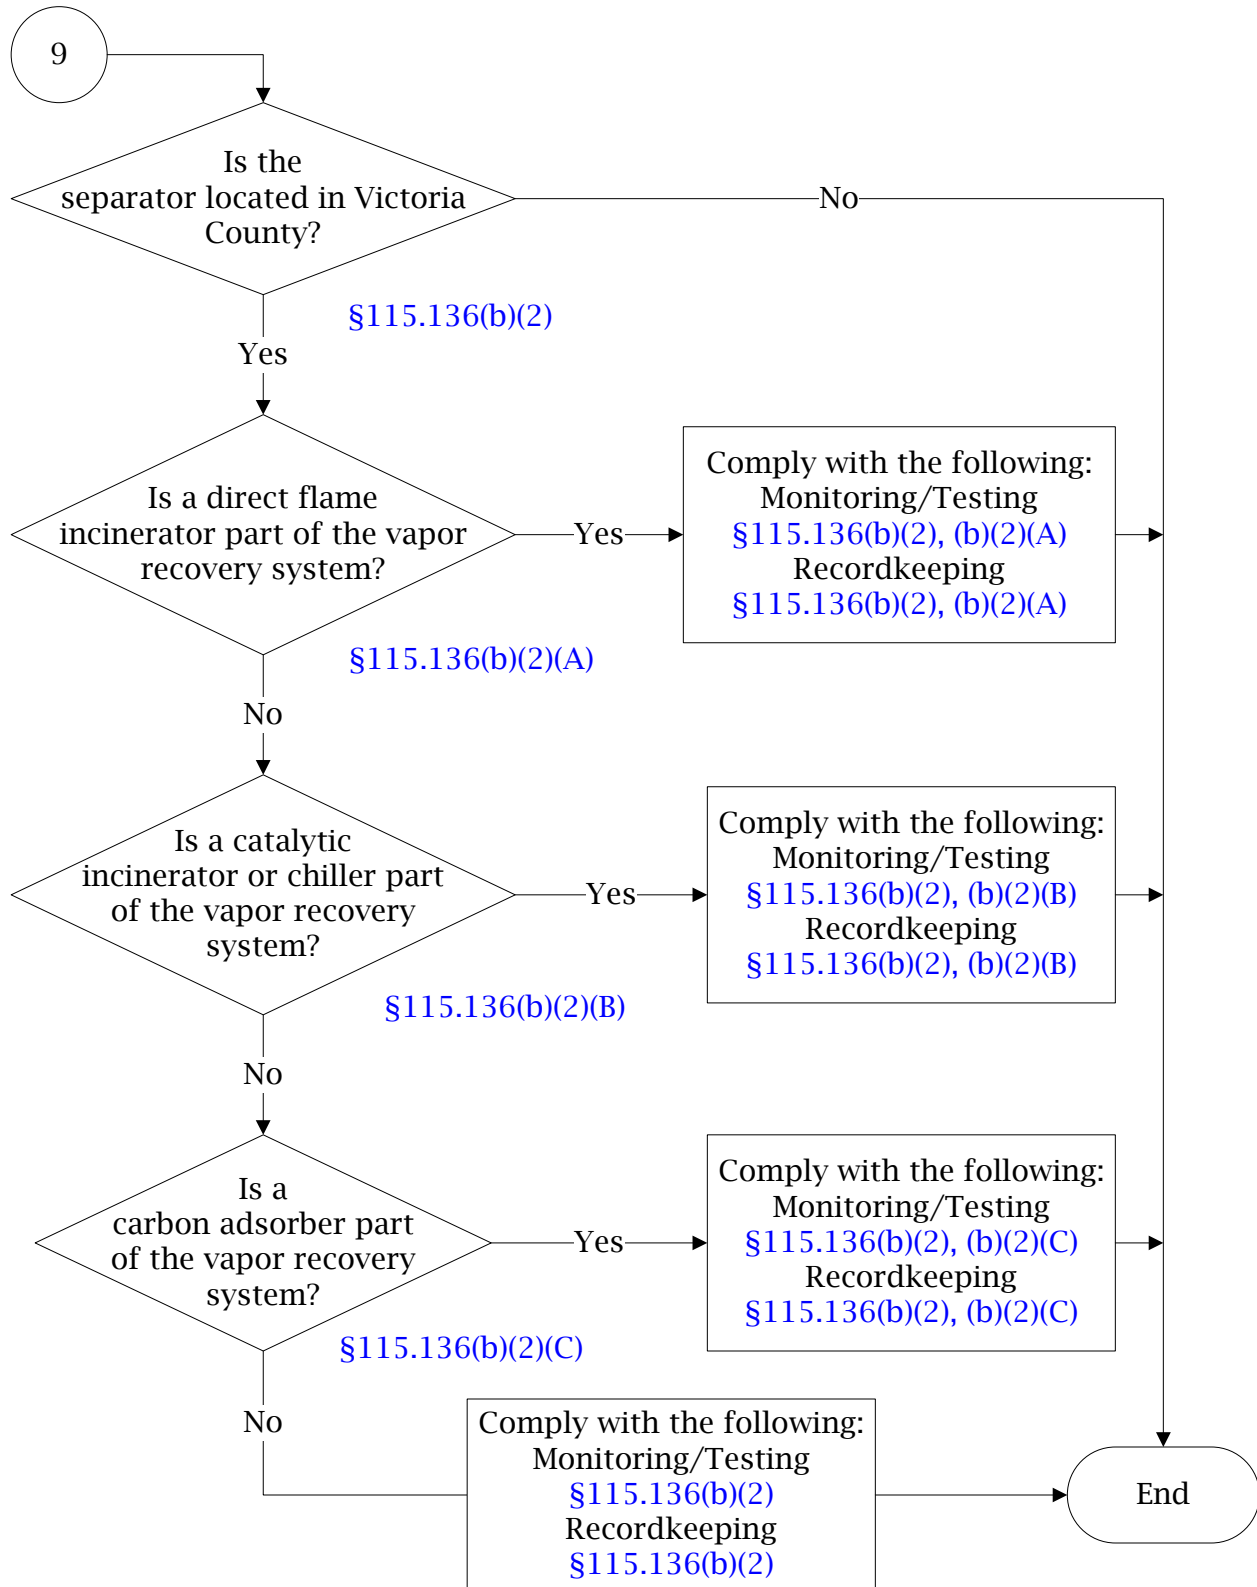 9
Is the
separator located in Victoria
County?
No
§115.136(b)(2)
Yes
Is a direct flame
incinerator part of the vapor
recovery system?
Yes
Comply with the following:
Monitoring/Testing
§115.136(b)(2), (b)(2)(A)
Recordkeeping
§115.136(b)(2), (b)(2)(A)
§115.136(b)(2)(A)
No
Is a catalytic
incinerator or chiller part
of the vapor recovery
system?
Yes
Comply with the following:
Monitoring/Testing
§115.136(b)(2), (b)(2)(B)
Recordkeeping
§115.136(b)(2), (b)(2)(B)
§115.136(b)(2)(B)
No
Is a
carbon adsorber part
of the vapor recovery
system?
Yes
Comply with the following:
Monitoring/Testing
§115.136(b)(2), (b)(2)(C)
Recordkeeping
§115.136(b)(2), (b)(2)(C)
§115.136(b)(2)(C)
No
Comply with the following:
Monitoring/Testing
§115.136(b)(2)
Recordkeeping
§115.136(b)(2)
End